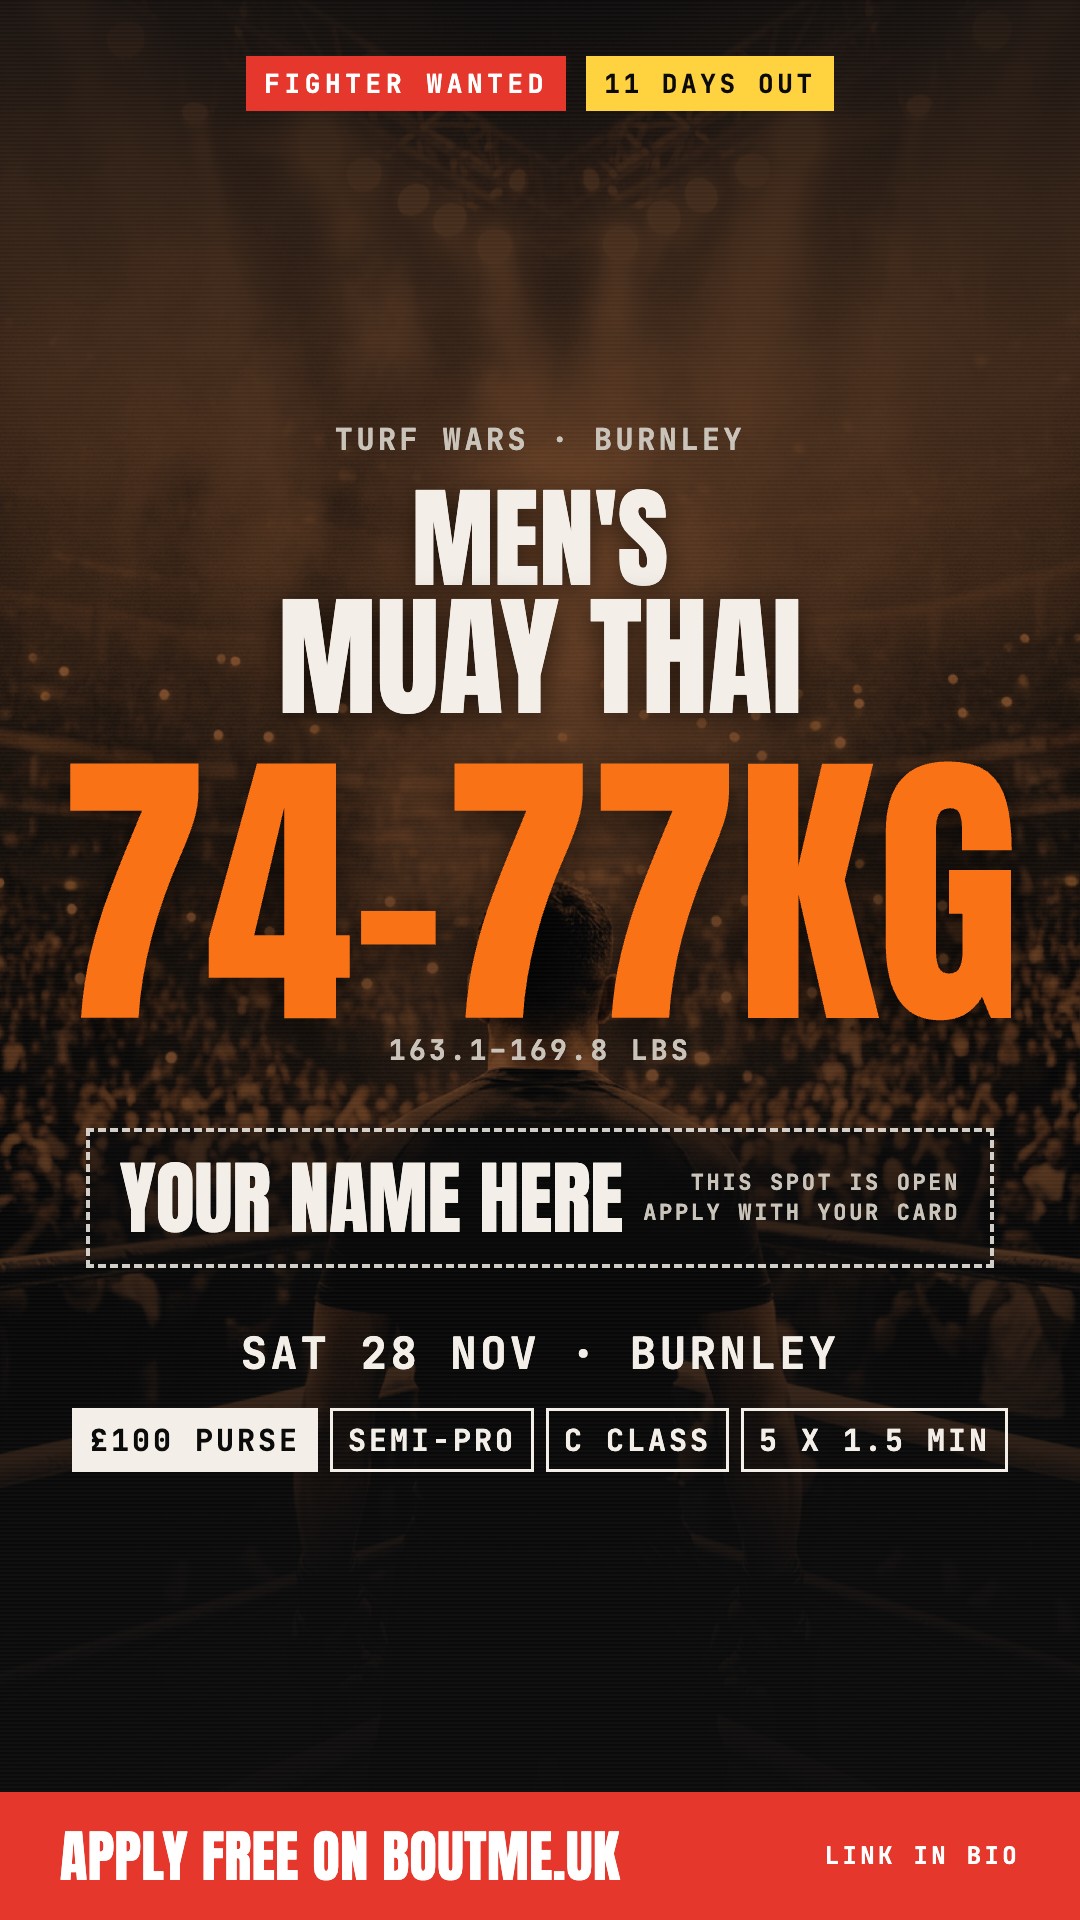 FIGHTER WANTED
11 DAYS OUT
TURF WARS · BURNLEY
MEN'S
MUAY THAI
74-77KG
163.1–169.8 LBS
YOUR NAME HERE
THIS SPOT IS OPEN
APPLY WITH YOUR CARD
SAT 28 NOV · BURNLEY
£100 PURSE
SEMI-PRO
C CLASS
5 X 1.5 MIN
APPLY FREE ON BOUTME.UK
LINK IN BIO